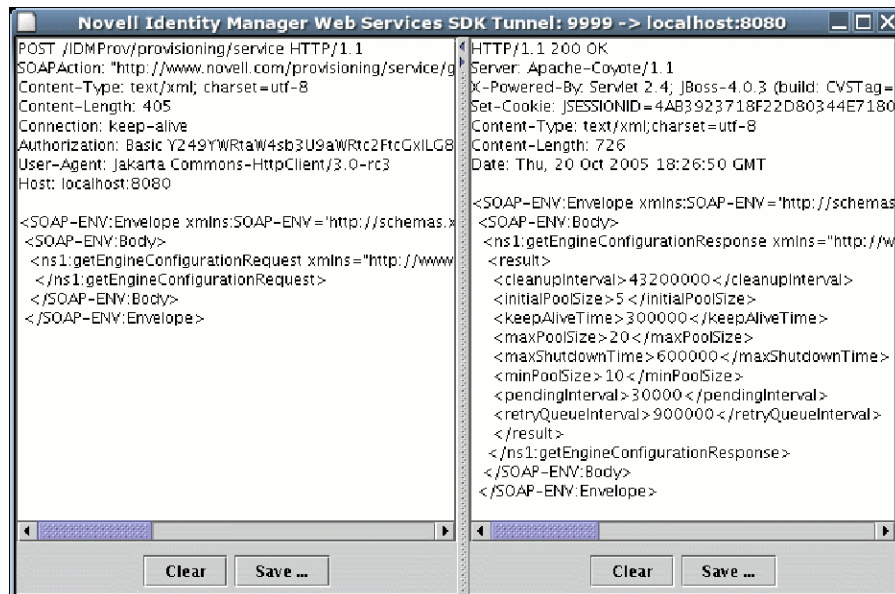 Novell Identity Manager Web Services SDK Tunnel: 9999 -> localhost:8080
POST /IDMProv/provisioning/service HTTP/1.1
SOAPAction: "http://www.novell.com/provisioning/service/g
Content-Type: text/xml; charset=utf-8
Content-Length: 405
Connection: keep-alive
Authorization: Basic Y249YWRtaW4sb3U9aWRtc2FtcGxlLG8
User-Agent: Jakarta Commons-HttpClient/3.0-rc3
Host: localhost:8080
<SOAP-ENV:Envelope xmlns:SOAP-ENV='http://schemas.x
<SOAP-ENV:Body>
<ns1:getEngineConfigurationRequest xmlns="http://www
</ns1:getEngineConfigurationRequest>
</SOAP-ENV:Body>
</SOAP-ENV:Envelope>
Clear
Save ...
HTTP/1.1 200 OK
Server: Apache-Coyote/1.1
X-Powered-By: Servlet 2.4; JBoss-4.0.3 (build: CVSTag=
Set-Cookie: JSESSIONID=4AB3923718F22D80344E7180
Content-Type: text/xml;charset=utf-8
Content-Length: 726
Date: Thu, 20 Oct 2005 18:26:50 GMT
<SOAP-ENV:Envelope xmlns:SOAP-ENV='http://schemas
<SOAP-ENV:Body>
<ns1:getEngineConfigurationResponse xmlns="http://w
<result>
<cleanupInterval>43200000</cleanupInterval>
<initialPoolSize>5</initialPoolSize>
<keepAliveTime>300000</keepAliveTime>
<maxPoolSize>20</maxPoolSize>
<maxShutdownTime>600000</maxShutdownTime>
<minPoolSize>10</minPoolSize>
<pendingInterval>30000</pendingInterval>
<retryQueueInterval>900000</retryQueueInterval>
</result>
</ns1:getEngineConfigurationResponse>
</SOAP-ENV:Body>
</SOAP-ENV:Envelope>
Clear
Save ...